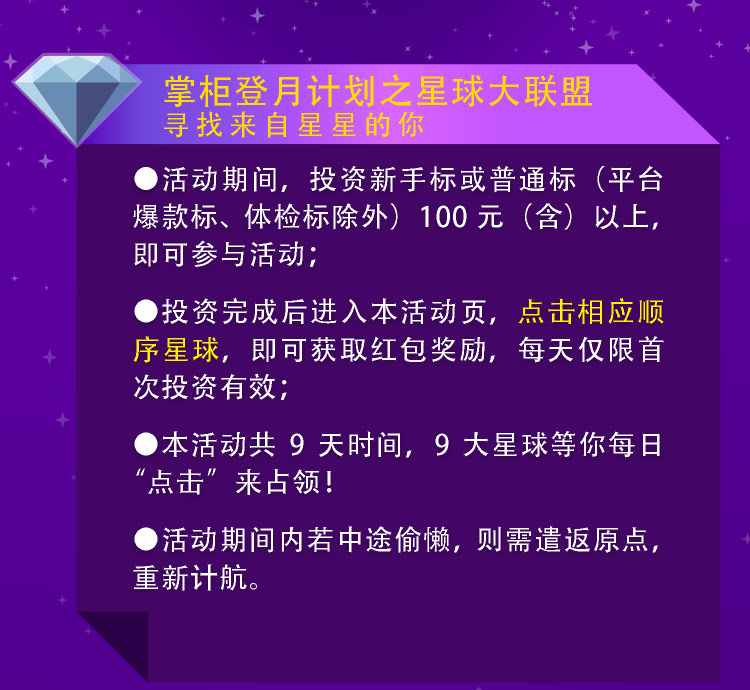 掌柜登月计划之星球大联盟
寻找来自星星的你
●活动期间，投资新手标或普通标（平台
爆款标、体检标除外）100 元（含）以上，
即可参与活动；
●投资完成后进入本活动页，点击相应顺
序星球，即可获取红包奖励，每天仅限首
次投资有效；
●本活动共 9 天时间，9 大星球等你每日
“点击”来占领！
●活动期间内若中途偷懒，则需遣返原点，
重新计航。